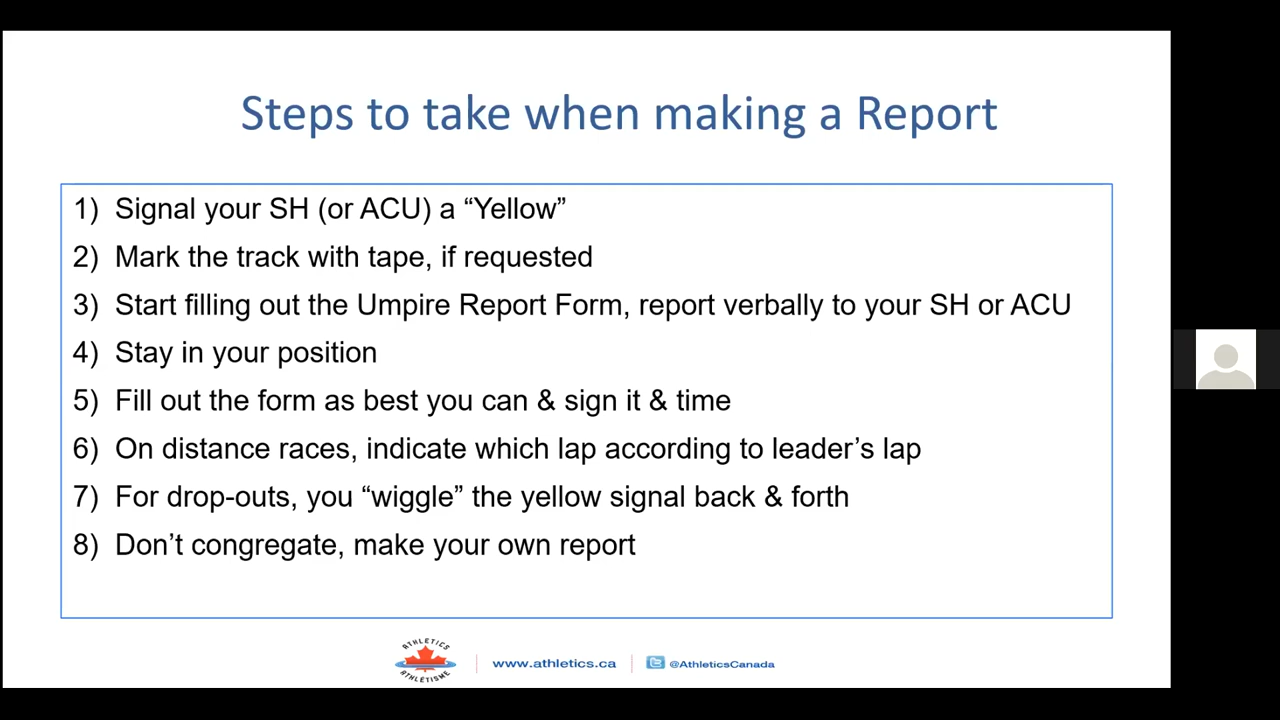 Steps to take when making a Report
1) Signal your SH (or ACU) a “Yellow”
2) Mark the track with tape, if requested
3) Start filling out the Umpire Report Form, report verbally to your SH or ACU
4) Stay in your position
5) Fill out the form as best you can & sign it & time
6) On distance races, indicate which lap according to leader’s lap
7) For drop-outs, you “wiggle” the yellow signal back & forth
8) Don’t congregate, make your own report
ATHLETICS
ATHLÉTISME
www.athletics.ca
@AthleticsCanada